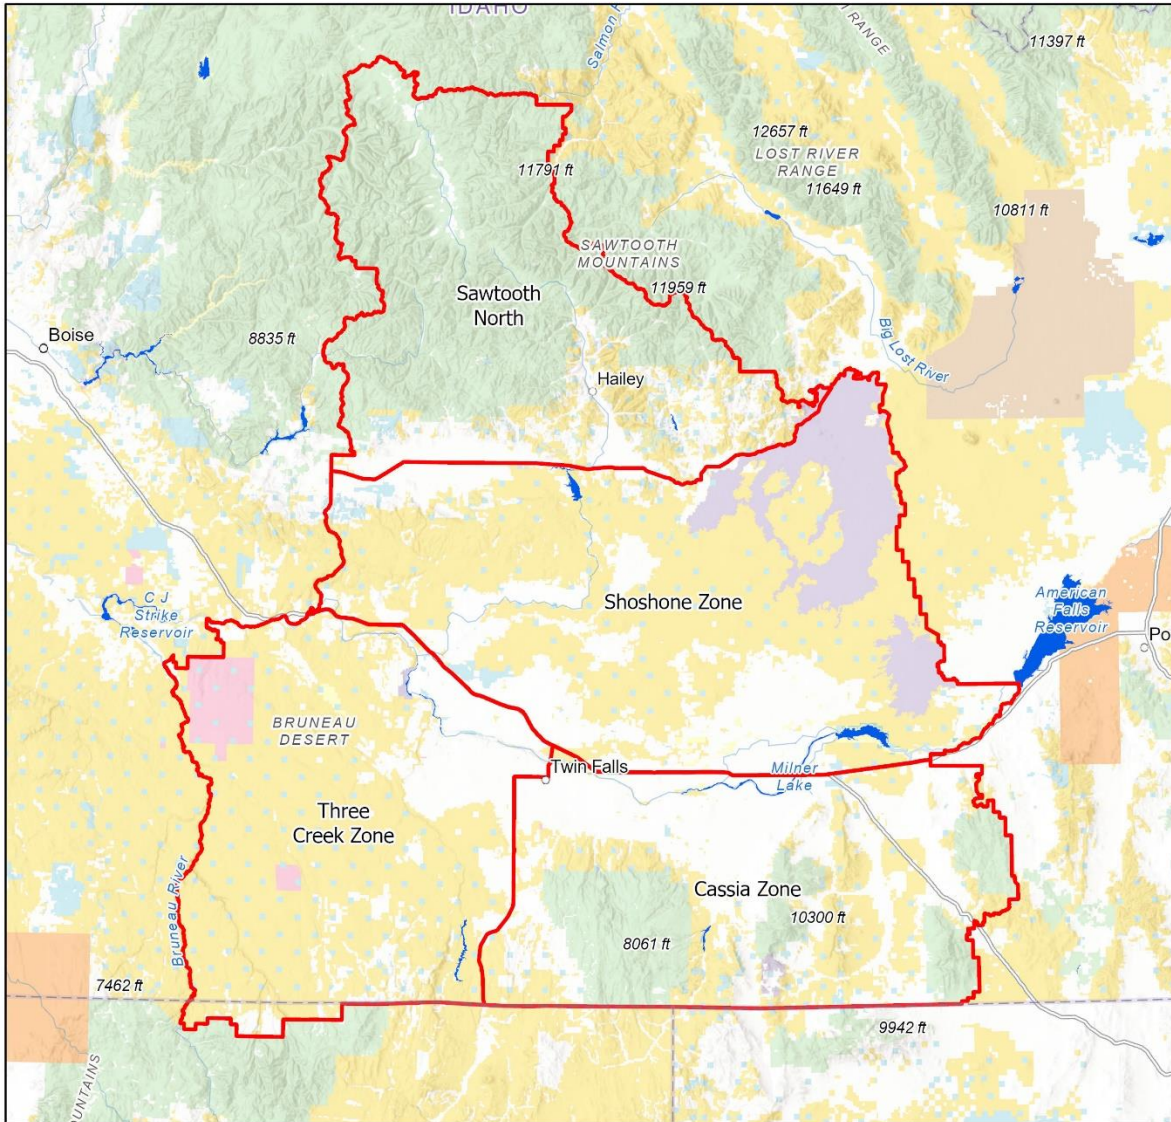 IDAHO
Salmon
RANGE
11397 ft
12657 ft
LOST RIVER
RANGE
11649 ft
11791 ft
10811 ft
SAWTOOTH
MOUNTAINS
11959 ft
Sawtooth
North
Boise
8835 ft
Big Lost River
Hailey
C J
Strike
Reservoir
Shoshone Zone
American
Falls
Reservoir
Po
BRUNEAU
DESERT
Twin Falls
Milner
Lake
Three
Creek Zone
Bruneau River
Cassia Zone
10300 ft
8061 ft
7462 ft
9942 ft
OUNTAINS